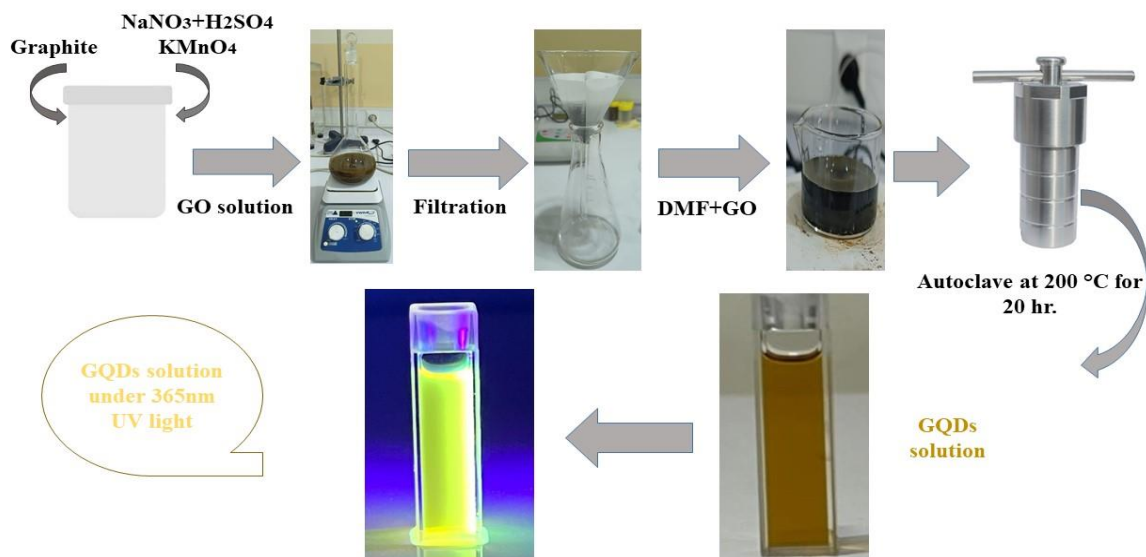 NaNO3+H2SO4
KMnO4
Graphite
GO solution
Filtration
DMF+GO
Autoclave at 200 °C for
20 hr.
GQDs
solution
GQDs solution
under 365nm
UV light